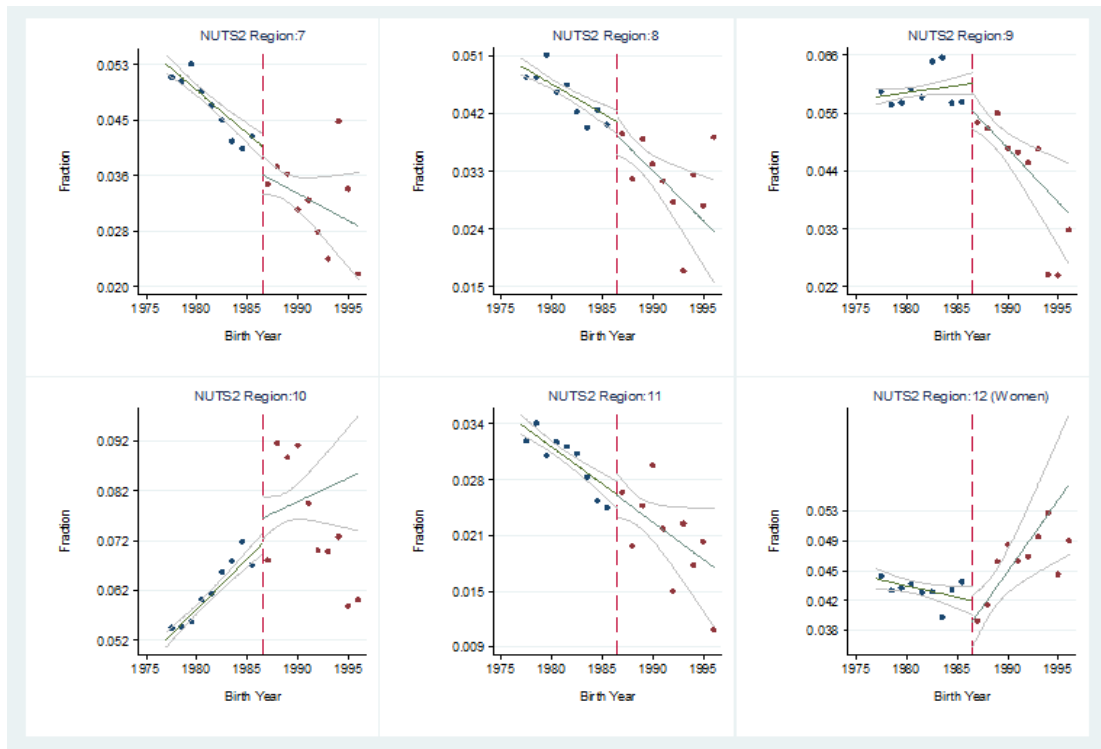 NUTS2 Region:7
0.053
0.045
0.036
0.028
0.020
Fraction
1975 1980 1985 1990 1995
Birth Year
NUTS2 Region:8
0.051
0.042
0.033
0.024
0.015
Fraction
1975 1980 1985 1990 1995
Birth Year
NUTS2 Region:9
0.066
0.055
0.044
0.033
0.022
Fraction
1975 1980 1985 1990 1995
Birth Year
NUTS2 Region:10
0.092
0.082
0.072
0.062
0.052
Fraction
1975 1980 1985 1990 1995
Birth Year
NUTS2 Region:11
0.034
0.028
0.021
0.015
0.009
Fraction
1975 1980 1985 1990 1995
Birth Year
NUTS2 Region:12 (Women)
0.053
0.049
0.045
0.042
0.038
Fraction
1975 1980 1985 1990 1995
Birth Year